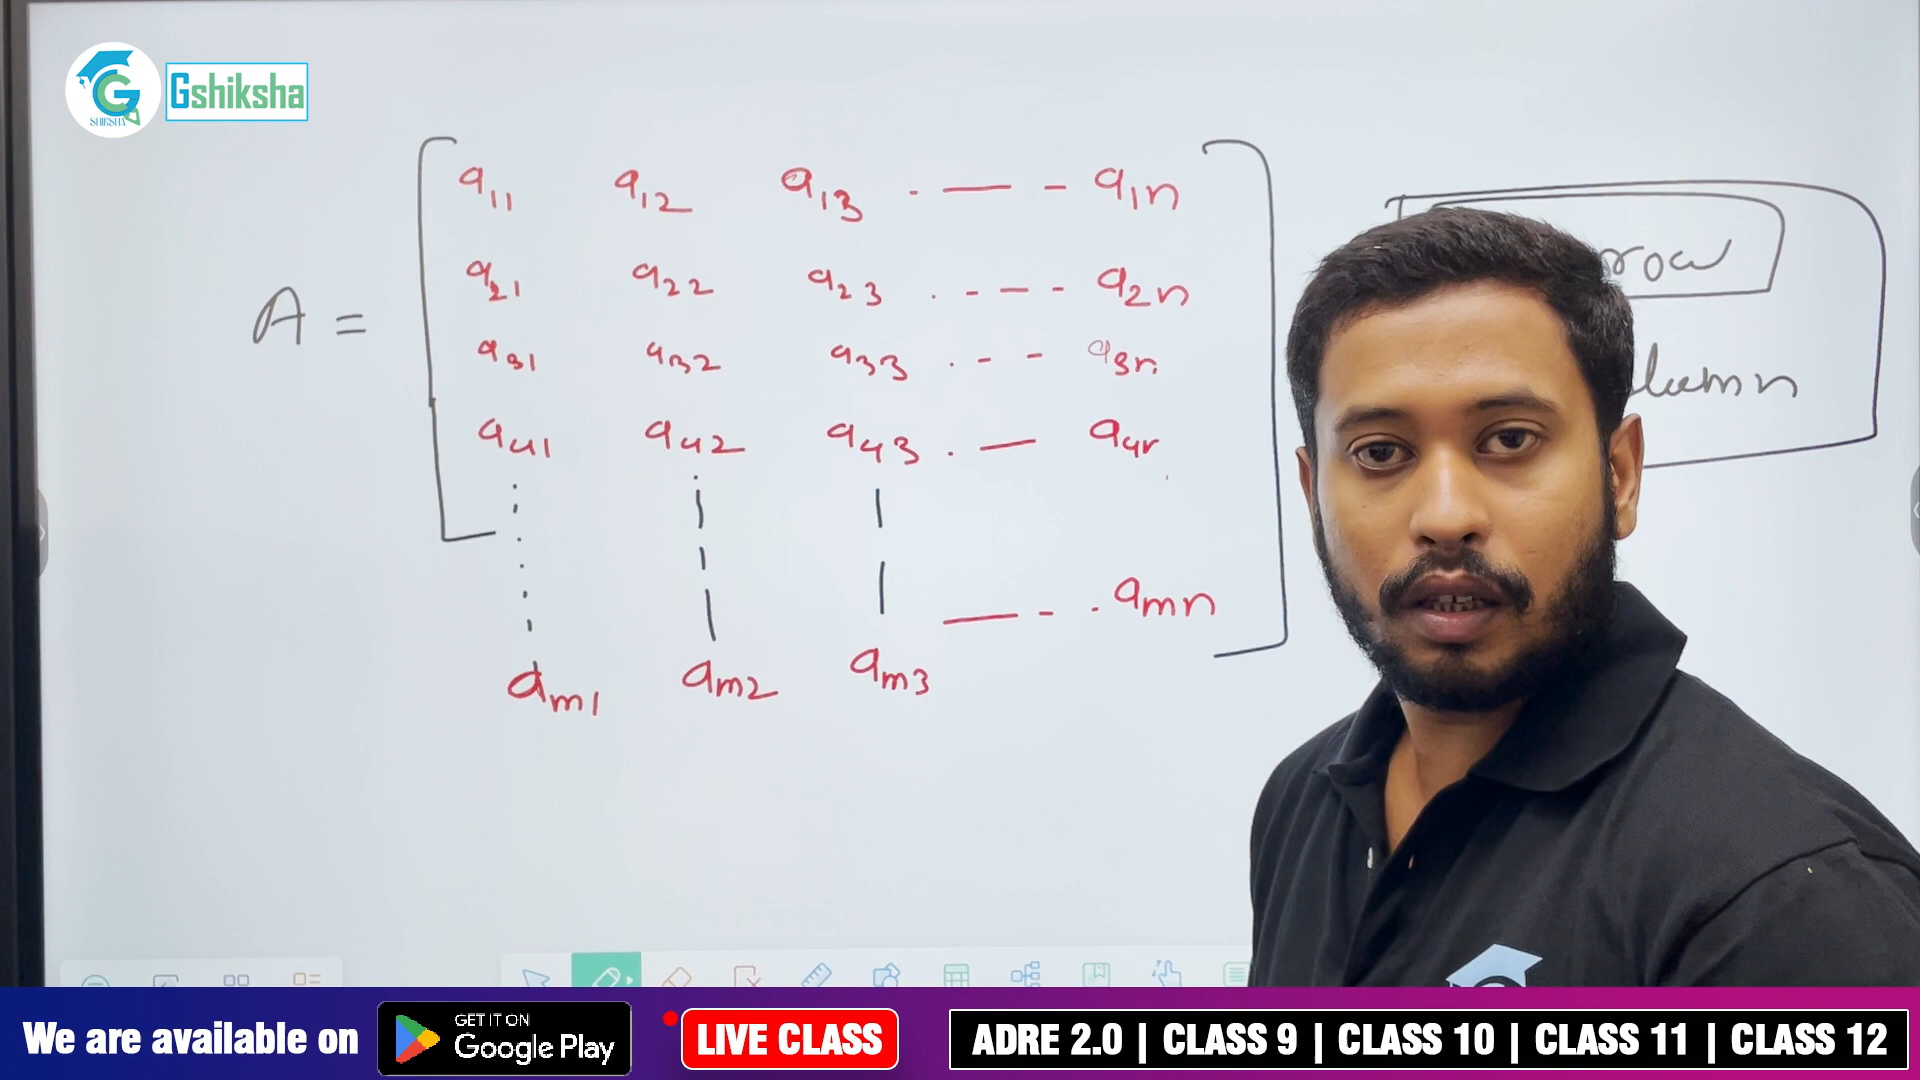 SHIKSHA
Gshiksha
a11 a12 a13 . — - a1n
row
a21 a22 a23 . - — - a2n
A =
a31 a32 a33 . - - a3n
a41 a42 a43 . —
amn
am1 am2 am3
We are available on
GET IT ON
Google Play
LIVE CLASS
ADRE 2.0 | CLASS 9 | CLASS 10 | CLASS 11 | CLASS 12